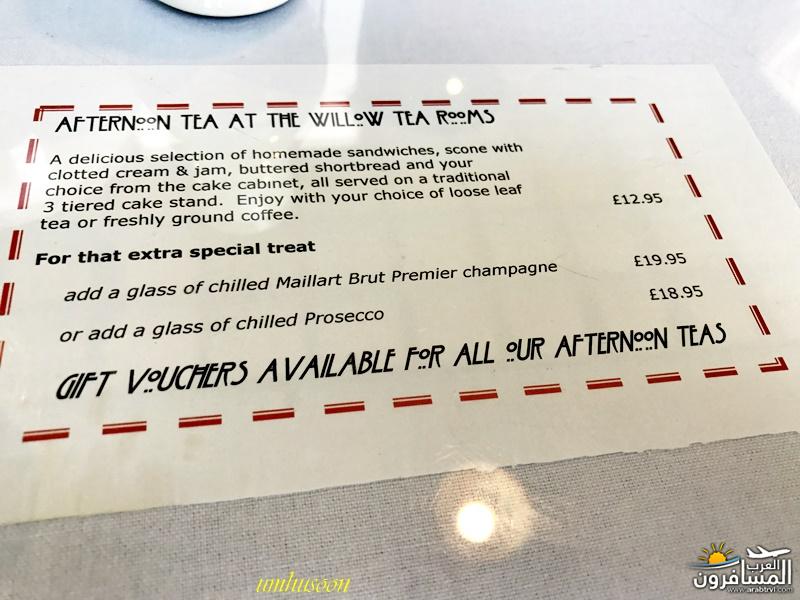 AFTERNOON TEA AT THE WILLOW TEA ROOMS
A delicious selection of homemade sandwiches, scone with
clotted cream & jam, buttered shortbread and your
choice from the cake cabinet, all served on a traditional
3 tiered cake stand. Enjoy with your choice of loose leaf
tea or freshly ground coffee. £12.95
For that extra special treat
add a glass of chilled Maillart Brut Premier champagne £19.95
or add a glass of chilled Prosecco £18.95
GIFT VOUCHERS AVAILABLE FOR ALL OUR AFTERNOON TEAS
umhusoon
العرب
المسافرون
www.arabtrvl.com